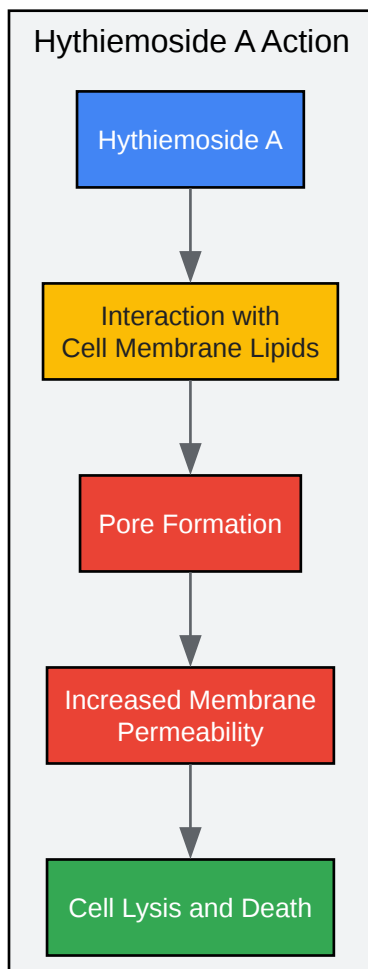 Hythiemoside A Action
Hythiemoside A
Interaction with
Cell Membrane Lipids
Pore Formation
Increased Membrane
Permeability
Cell Lysis and Death